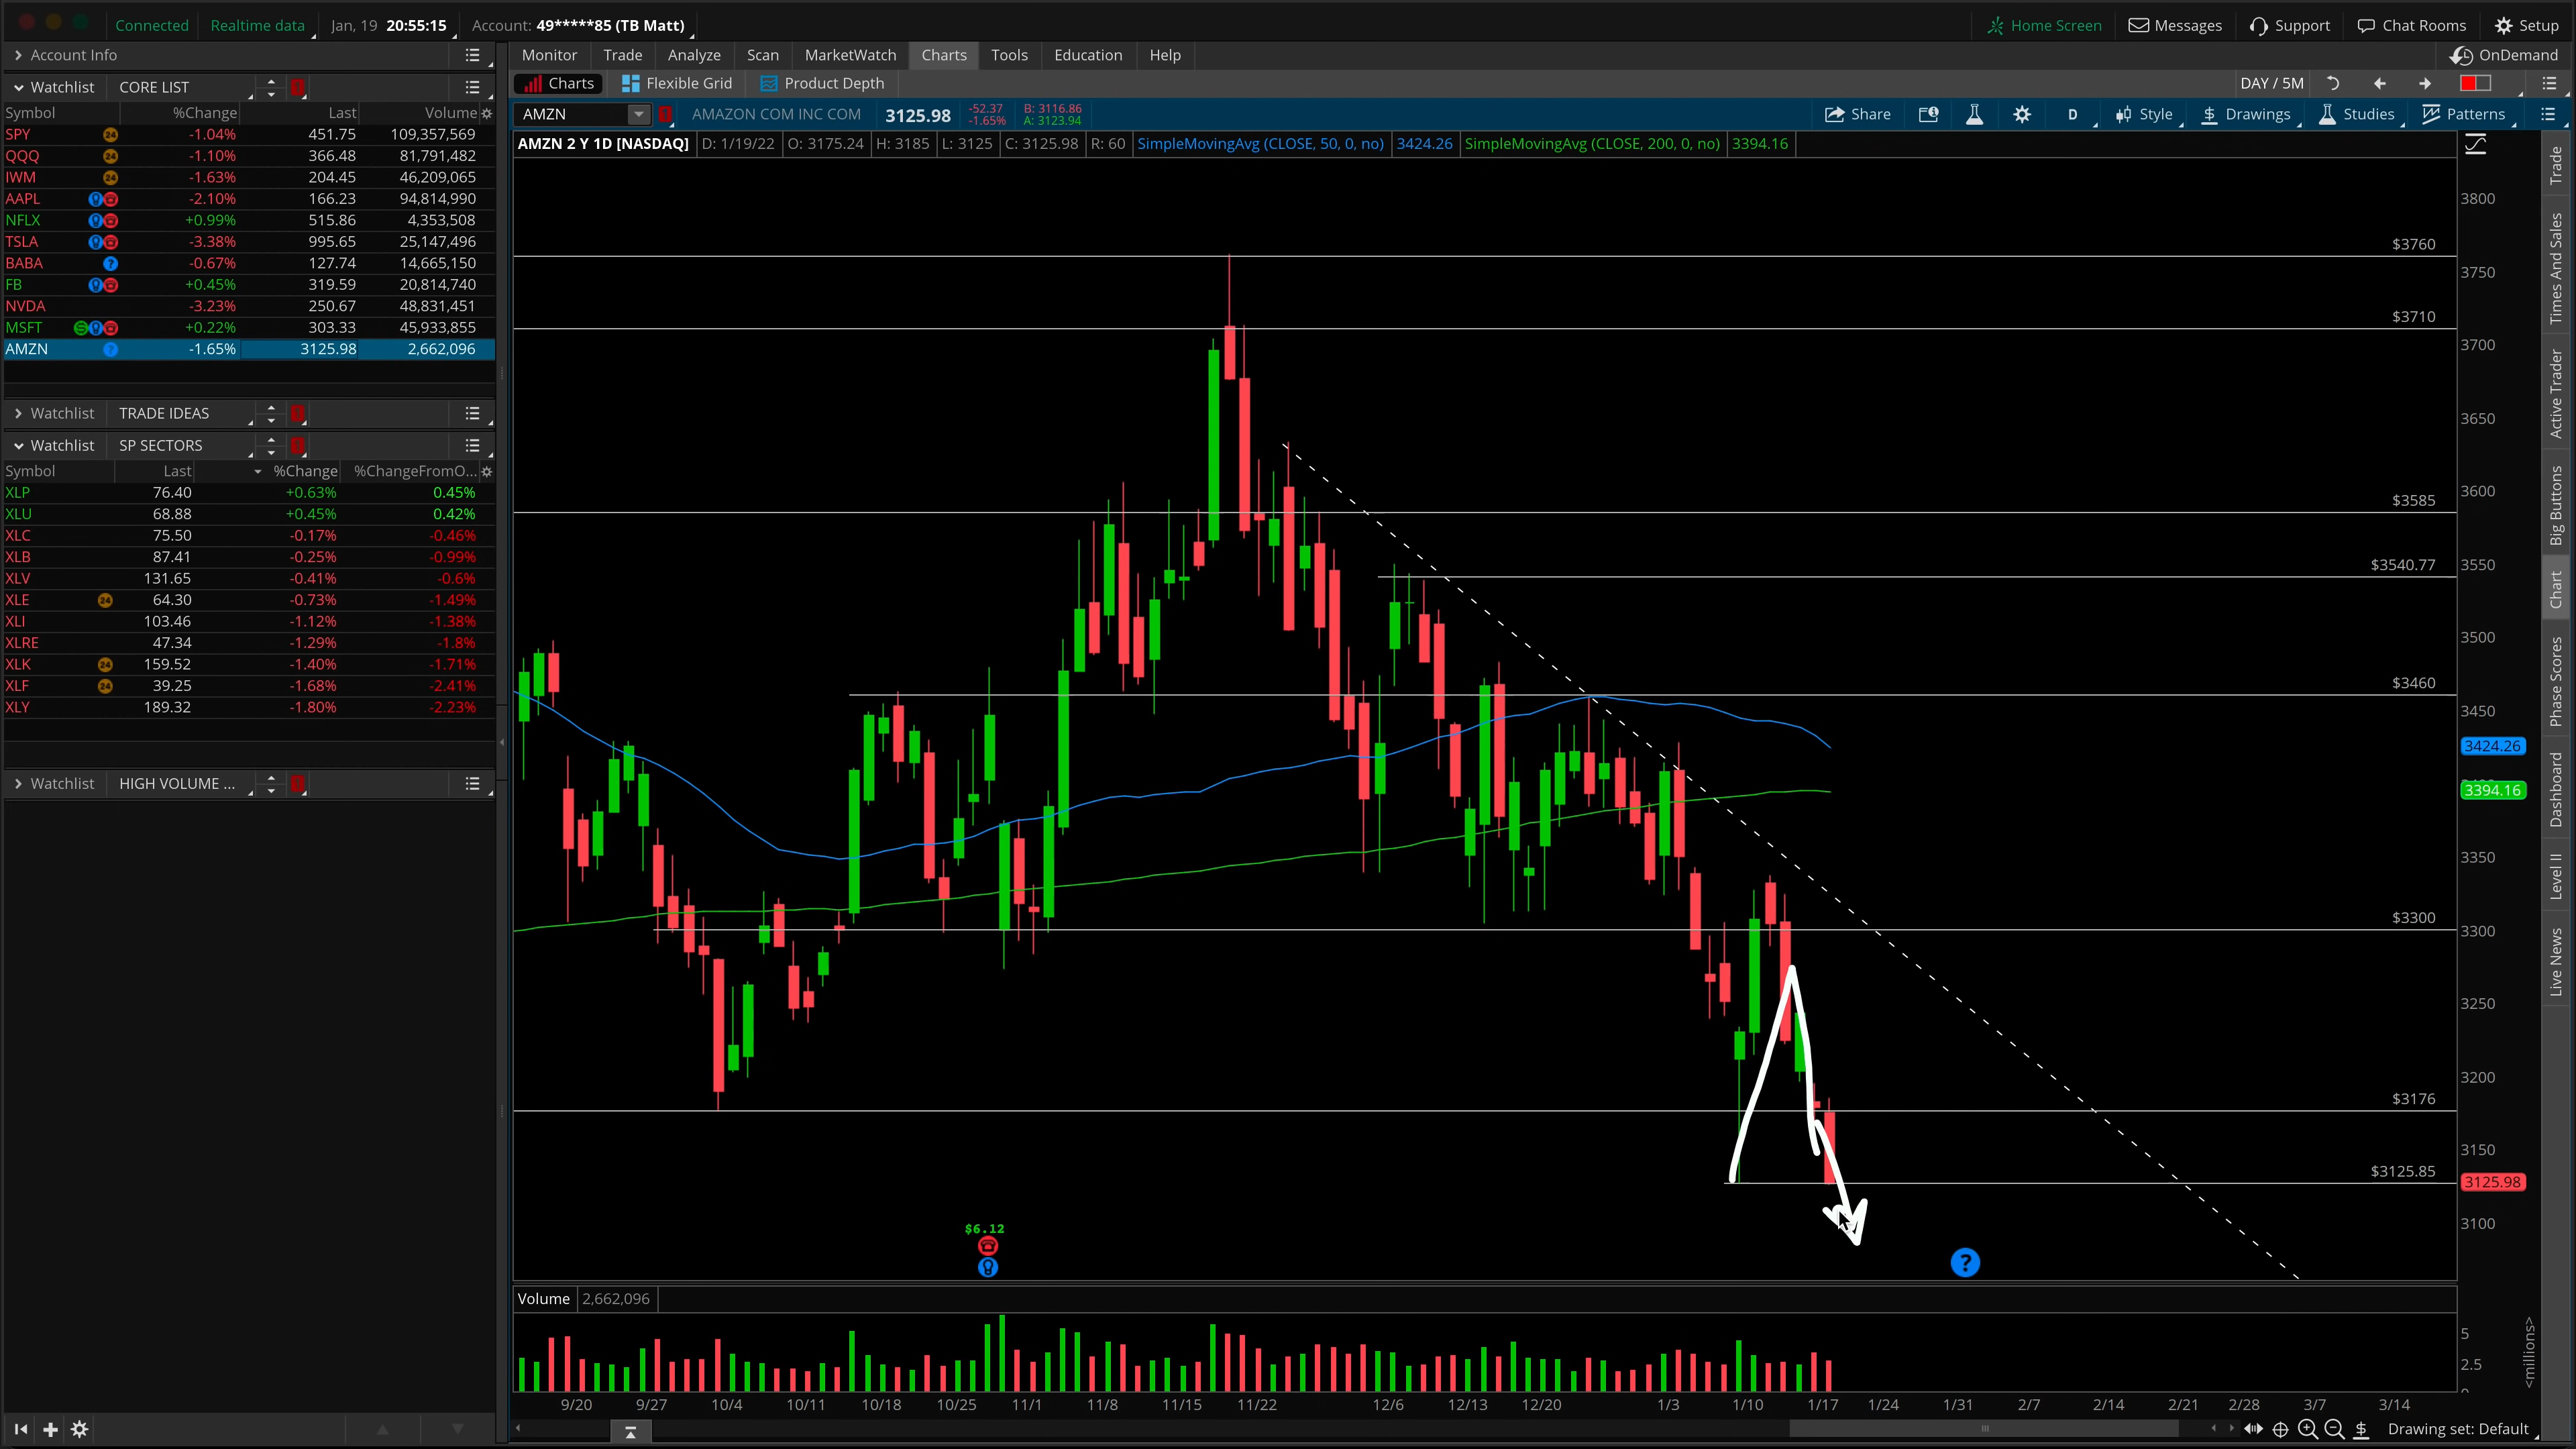 Connected Realtime data Jan, 19 20:55:15 Account: 49*****85 (TB Matt) Home Screen Messages Support Chat Rooms Setup
Account Info Monitor Trade Analyze Scan MarketWatch Charts Tools Education Help OnDemand
Watchlist CORE LIST Charts Flexible Grid Product Depth DAY / 5M
Symbol %Change Last Volume
AMZN AMAZON COM INC COM 3125.98 -52.37 -1.65% B: 3116.86 A: 3123.94 Share D Style Drawings Studies Patterns
AMZN 2 Y 1D [NASDAQ] D: 1/19/22 O: 3175.24 H: 3185 L: 3125 C: 3125.98 R: 60 SimpleMovingAvg (CLOSE, 50, 0, no) 3424.26 SimpleMovingAvg (CLOSE, 200, 0, no) 3394.16
SPY 24 -1.04% 451.75 109,357,569
QQQ 24 -1.10% 366.48 81,791,482
IWM 24 -1.63% 204.45 46,209,065
AAPL -2.10% 166.23 94,814,990
NFLX +0.99% 515.86 4,353,508
TSLA -3.38% 995.65 25,147,496
BABA ? -0.67% 127.74 14,665,150
FB +0.45% 319.59 20,814,740
NVDA -3.23% 250.67 48,831,451
MSFT +0.22% 303.33 45,933,855
AMZN ? -1.65% 3125.98 2,662,096
Watchlist TRADE IDEAS
Watchlist SP SECTORS
Symbol Last %Change %ChangeFromO...
XLP 76.40 +0.63% 0.45%
XLU 68.88 +0.45% 0.42%
XLC 75.50 -0.17% -0.46%
XLB 87.41 -0.25% -0.99%
XLV 131.65 -0.41% -0.6%
XLE 24 64.30 -0.73% -1.49%
XLI 103.46 -1.12% -1.38%
XLRE 47.34 -1.29% -1.8%
XLK 24 159.52 -1.40% -1.71%
XLF 24 39.25 -1.68% -2.41%
XLY 189.32 -1.80% -2.23%
Watchlist HIGH VOLUME ...
3800
$3760
3750
$3710
3700
3650
3600
$3585
$3540.77
3550
3500
$3460
3450
3424.26
3394.16
3350
$3300
3300
3250
3200
$3176
3150
$3125.85
3125.98
3100
$6.12
?
Volume 2,662,096
5
2.5
<millions>
9/20 9/27 10/4 10/11 10/18 10/25 11/1 11/8 11/15 11/22 12/6 12/13 12/20 1/3 1/10 1/17 1/24 1/31 2/7 2/14 2/21 2/28 3/7 3/14
Drawing set: Default
Trade
Times And Sales
Active Trader
Big Buttons
Chart
Phase Scores
Dashboard
Level II
Live News